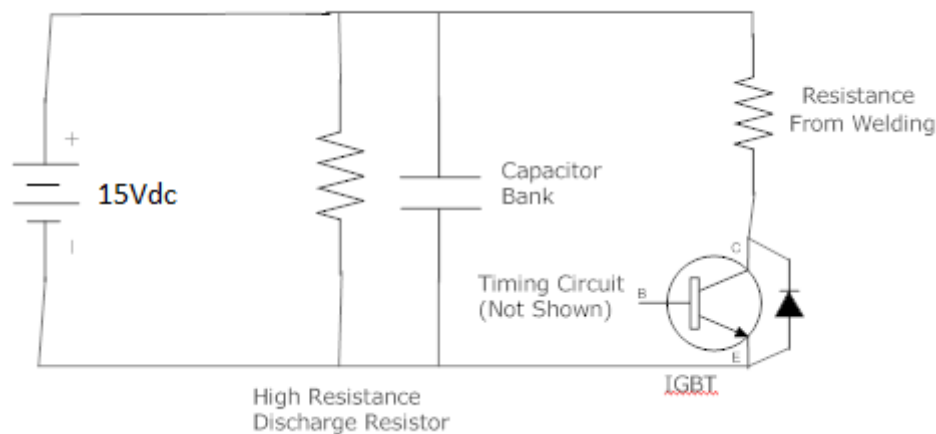 Resistance
From Welding
+
15Vdc
Capacitor
Bank
C
Timing Circuit
(Not Shown)
B
E
IGBT
High Resistance
Discharge Resistor